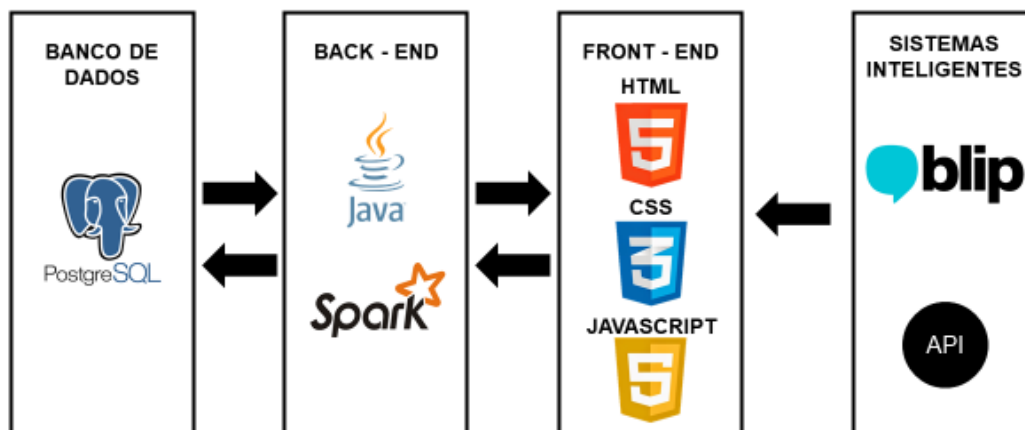 BANCO DE
DADOS
PostgreSQL
BACK - END
Java
Spark
FRONT - END
HTML
5
CSS
3
JAVASCRIPT
5
SISTEMAS
INTELIGENTES
blip
API